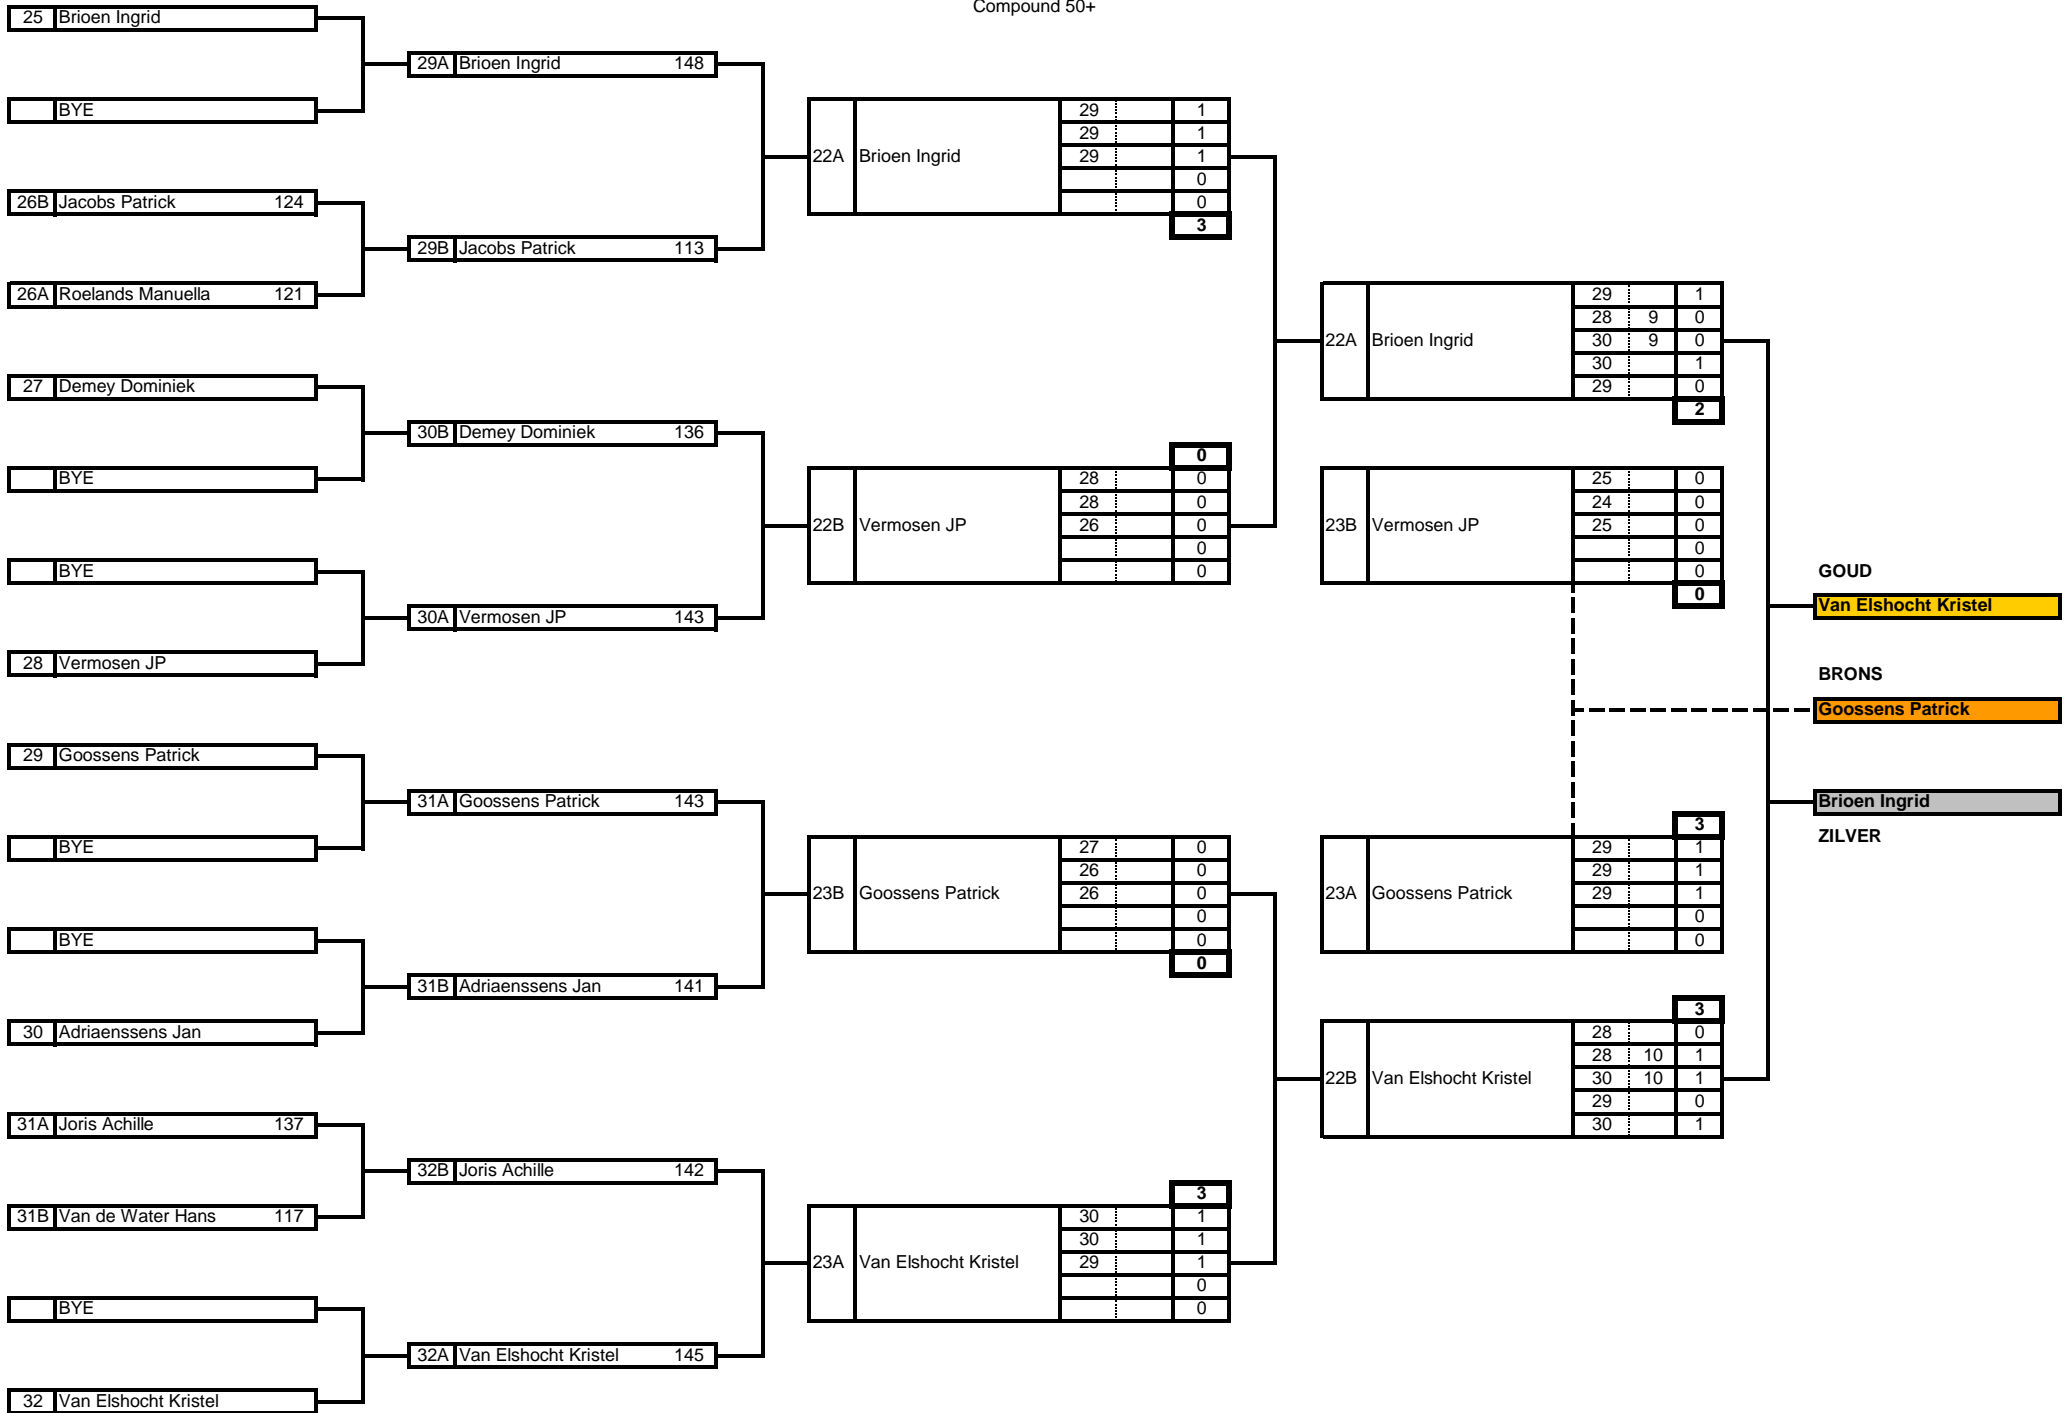 Compound 50+
25 Brioen Ingrid
BYE
26B Jacobs Patrick 124
26A Roelands Manuella 121
27 Demey Dominiek
BYE
BYE
28 Vermosen JP
29 Goossens Patrick
BYE
BYE
30 Adriaenssens Jan
31A Joris Achille 137
31B Van de Water Hans 117
BYE
32 Van Elshocht Kristel
29A Brioen Ingrid 148
29B Jacobs Patrick 113
30B Demey Dominiek 136
30A Vermosen JP 143
31A Goossens Patrick 143
31B Adriaenssens Jan 141
32B Joris Achille 142
32A Van Elshocht Kristel 145
29 1
29 1
22A Brioen Ingrid 29 1
0
0
3
0
28 0
28 0
22B Vermosen JP 26 0
0
0
27 0
26 0
23B Goossens Patrick 26 0
0
0
0
3
30 1
30 1
23A Van Elshocht Kristel 29 1
0
0
29 1
28 9 0
22A Brioen Ingrid 30 9 0
30 1
29 0
2
25 0
24 0
23B Vermosen JP 25 0
0
0
0
3
29 1
29 1
23A Goossens Patrick 29 1
0
0
3
28 0
28 10 1
22B Van Elshocht Kristel 30 10 1
29 0
30 1
GOUD
Van Elshocht Kristel
BRONS
Goossens Patrick
Brioen Ingrid
ZILVER